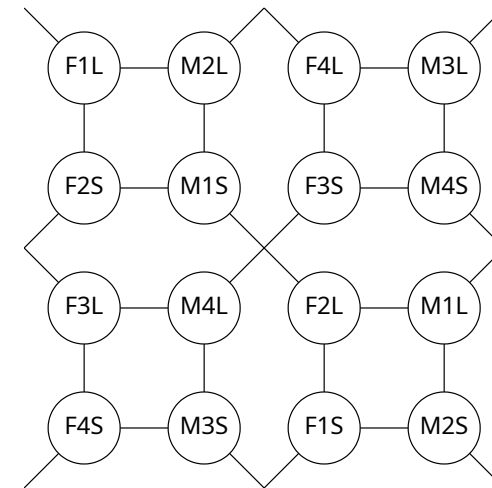 F1L M2L F4L M3L
F2S M1S F3S M4S
F3L M4L F2L M1L
F4S M3S F1S M2S